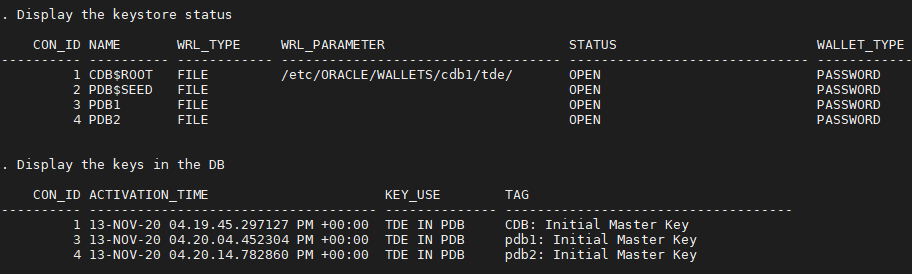 . Display the keystore status
CON_ID NAME WRL_TYPE WRL_PARAMETER STATUS WALLET_TYPE
---------- ---------- ------------ ----------------------------------- ------------------------------ ------------
1 CDB$ROOT FILE /etc/ORACLE/WALLETS/cdb1/tde/ OPEN PASSWORD
2 PDB$SEED FILE OPEN PASSWORD
3 PDB1 FILE OPEN PASSWORD
4 PDB2 FILE OPEN PASSWORD
. Display the keys in the DB
CON_ID ACTIVATION_TIME KEY_USE TAG
---------- ------------------------------------ -------------- ------------------------------------
1 13-NOV-20 04.19.45.297127 PM +00:00 TDE IN PDB CDB: Initial Master Key
3 13-NOV-20 04.20.04.452304 PM +00:00 TDE IN PDB pdb1: Initial Master Key
4 13-NOV-20 04.20.14.782860 PM +00:00 TDE IN PDB pdb2: Initial Master Key